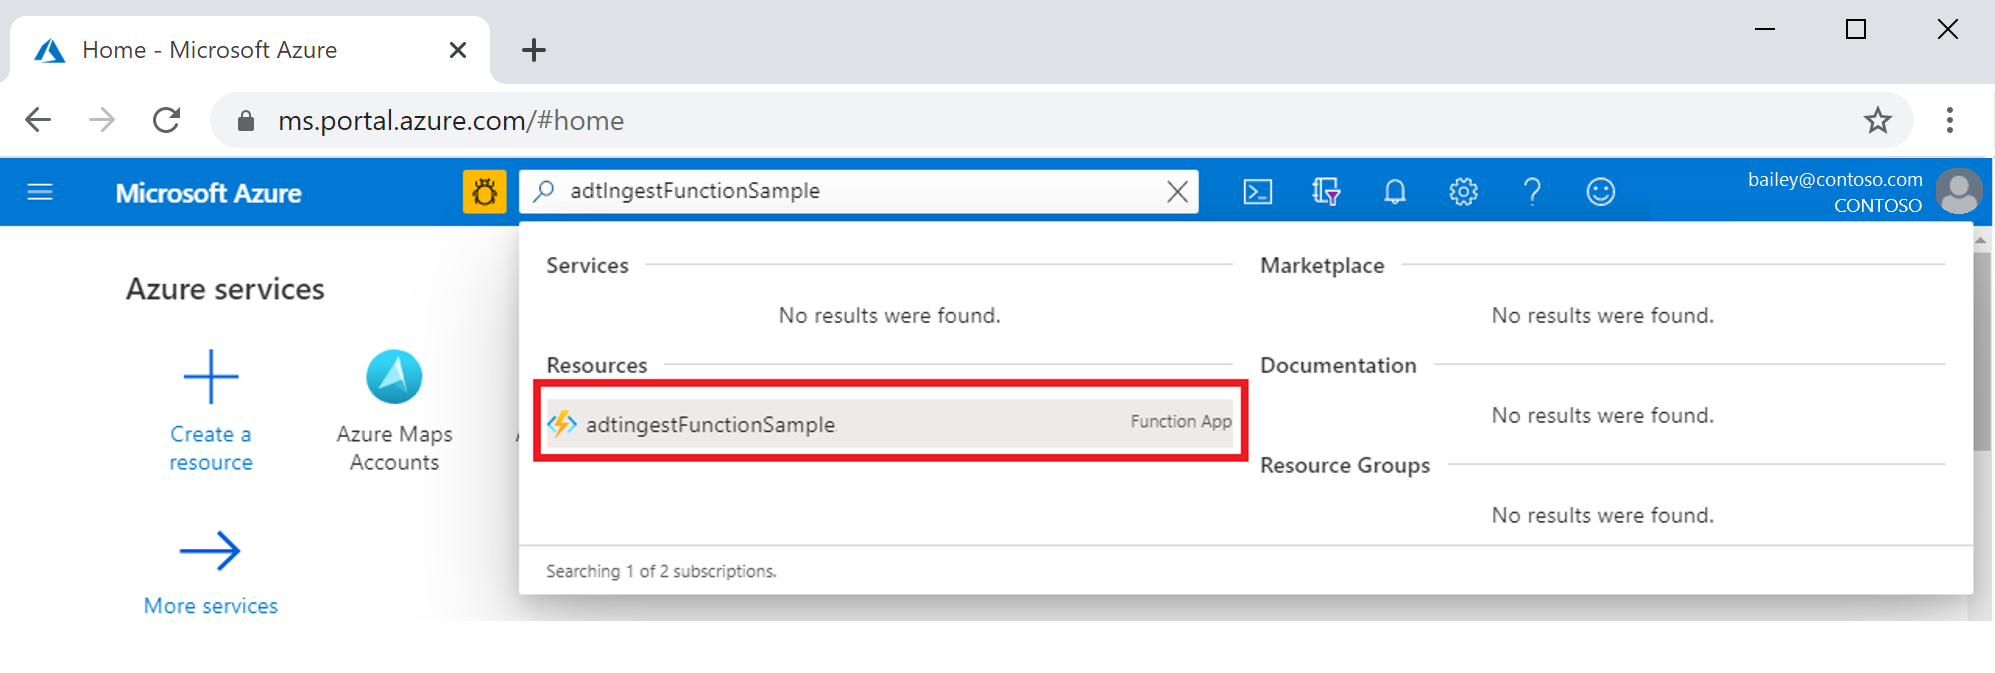 Home - Microsoft Azure
ms.portal.azure.com/#home
Microsoft Azure
adtIngestFunctionSample
bailey@contoso.com
CONTOSO
Azure services
Create a
resource
Azure Maps
Accounts
More services
Services
No results were found.
Resources
adtingestFunctionSample
Function App
Marketplace
No results were found.
Documentation
No results were found.
Resource Groups
No results were found.
Searching 1 of 2 subscriptions.